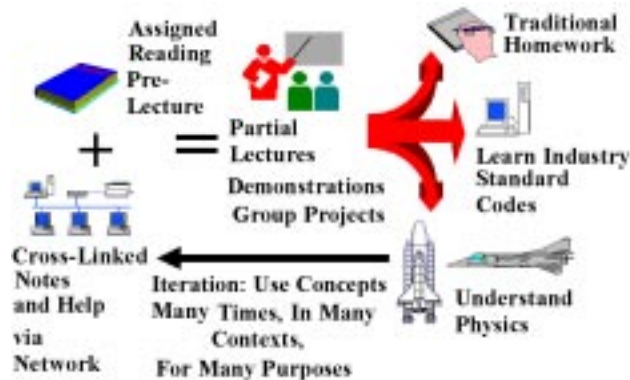 Assigned
Reading
Pre-
Lecture
Partial
Lectures
Demonstrations
Group Projects
Traditional
Homework
Learn Industry
Standard
Codes
Understand
Physics
Iteration: Use Concepts
Many Times, In Many
Contexts,
For Many Purposes
Cross-Linked
Notes
and Help
via
Network